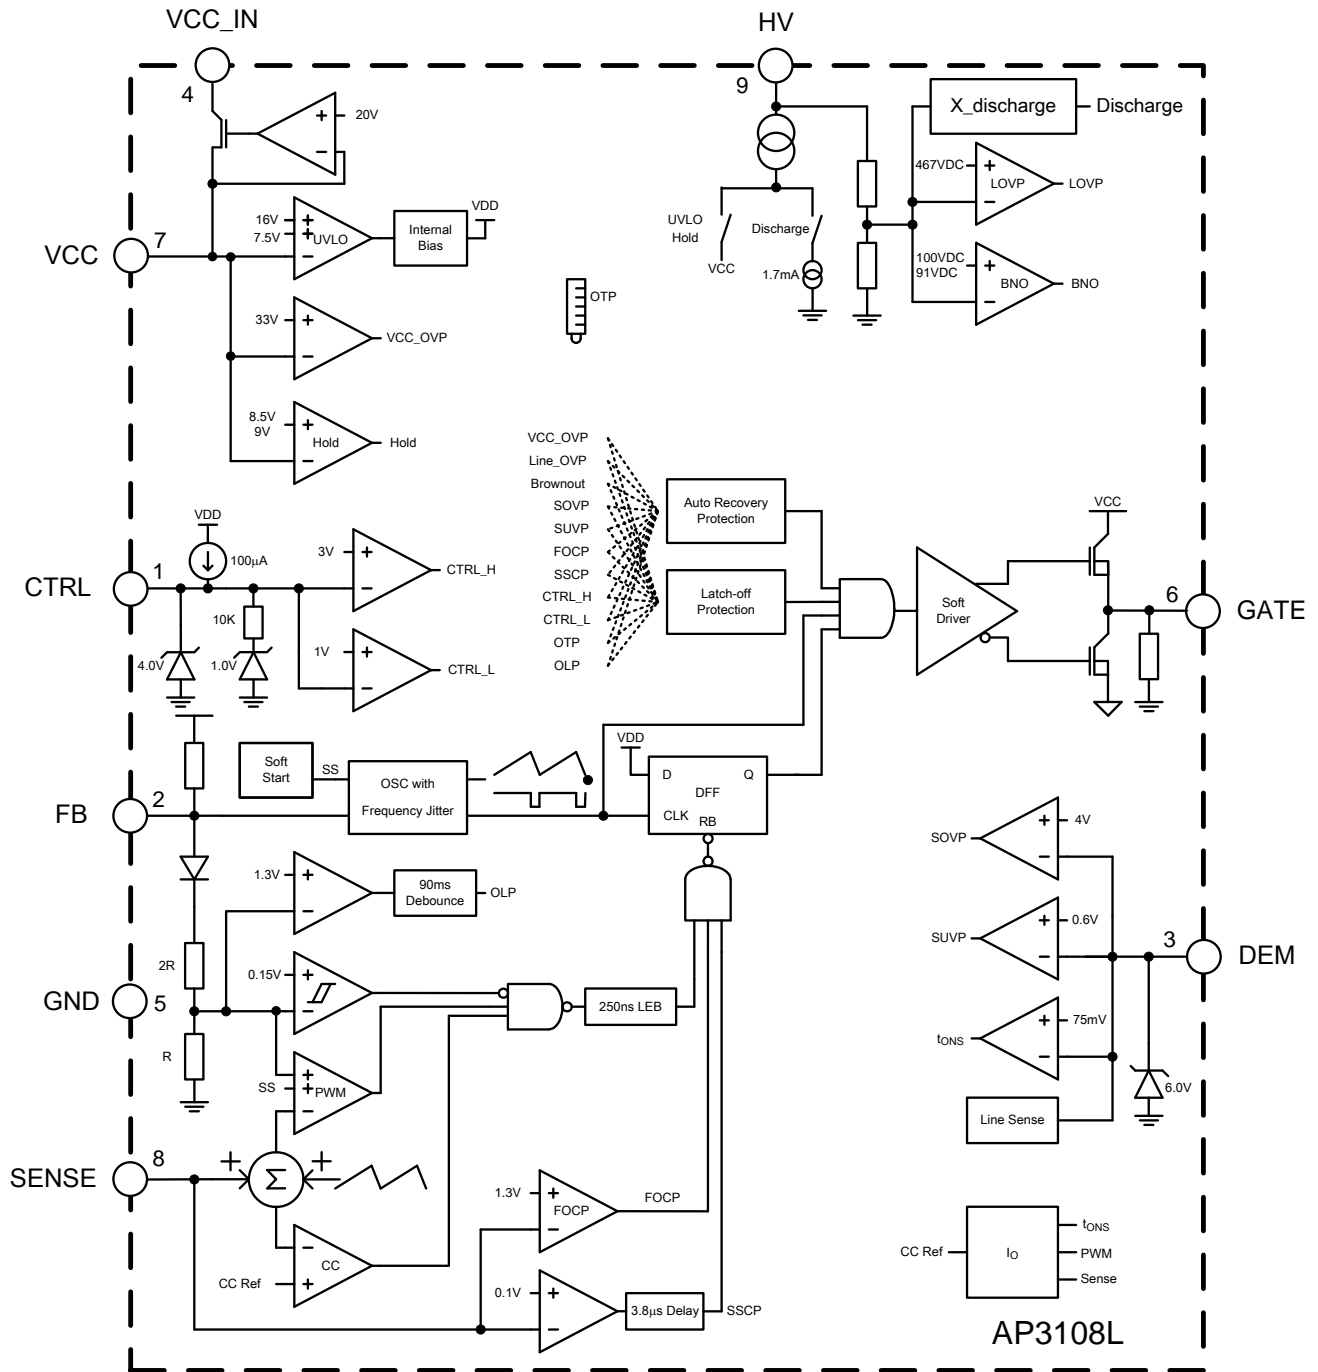 VCC_IN
HV
4
9
20V
X_discharge
Discharge
+
−
467VDC
+
−
LOVP
LOVP
16V
7.5V
+
+
−
UVLO
Internal
Bias
VDD
UVLO
Hold
Discharge
VCC
1.7mA
100VDC
91VDC
+
−
BNO
BNO
VCC
7
OTP
33V
+
−
VCC_OVP
8.5V
9V
+
−
Hold
Hold
VCC_OVP
Line_OVP
Brownout
SOVP
SUVP
FOCP
SSCP
CTRL_H
CTRL_L
OTP
OLP
Auto Recovery
Protection
Latch-off
Protection
VCC
VDD
100μA
CTRL
1
3V
+
−
CTRL_H
10K
4.0V
1.0V
1V
+
−
CTRL_L
Soft
Driver
6
GATE
Soft
Start
SS
OSC with
Frequency Jitter
VDD
D
Q
DFF
CLK
RB
FB
2
SOVP
+
−
4V
1.3V
+
−
90ms
Debounce
OLP
SUVP
+
−
0.6V
3
DEM
2R
0.15V
+
−
250ns LEB
GND
5
tONS
+
−
75mV
6.0V
R
SS
+
+
−
PWM
Line Sense
SENSE
8
+
Σ
+
1.3V
+
−
FOCP
FOCP
−
+
CC
CC Ref
0.1V
+
−
3.8μs Delay
SSCP
CC Ref
IO
tONS
PWM
Sense
AP3108L